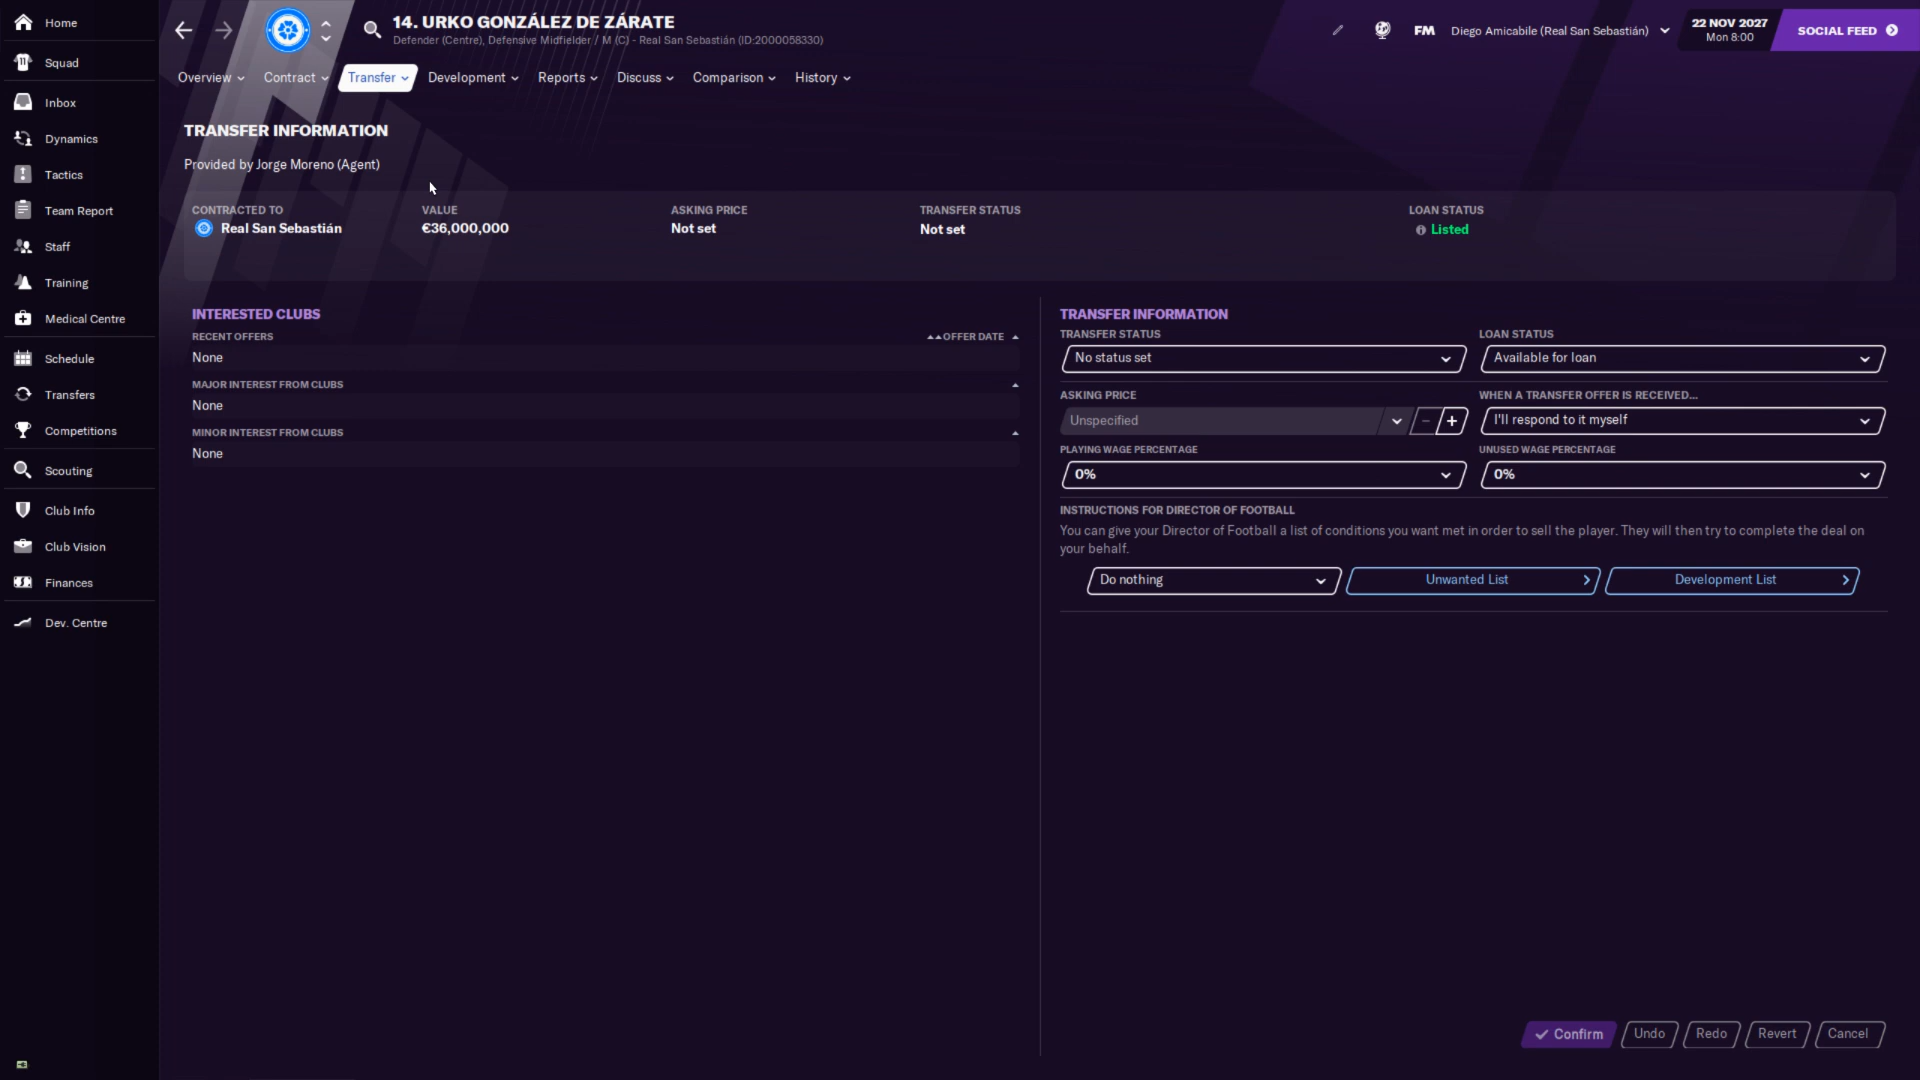 14. URKO GONZÁLEZ DE ZÁRATE
Defender (Centre), Defensive Midfielder / M (C) - Real San Sebastián (ID:2000058330)
FM
Diego Amicabile (Real San Sebastián)
22 NOV 2027
Mon 8:00
SOCIAL FEED
Home
Squad
Inbox
Dynamics
Tactics
Team Report
Staff
Training
Medical Centre
Schedule
Transfers
Competitions
Scouting
Club Info
Club Vision
Finances
Dev. Centre
Overview
Contract
Transfer
Development
Reports
Discuss
Comparison
History
TRANSFER INFORMATION
Provided by Jorge Moreno (Agent)
CONTRACTED TO
Real San Sebastián
VALUE
€36,000,000
ASKING PRICE
Not set
TRANSFER STATUS
Not set
LOAN STATUS
Listed
INTERESTED CLUBS
RECENT OFFERS
OFFER DATE
None
MAJOR INTEREST FROM CLUBS
None
MINOR INTEREST FROM CLUBS
None
TRANSFER INFORMATION
TRANSFER STATUS
No status set
LOAN STATUS
Available for loan
ASKING PRICE
Unspecified
WHEN A TRANSFER OFFER IS RECEIVED...
I'll respond to it myself
PLAYING WAGE PERCENTAGE
0%
UNUSED WAGE PERCENTAGE
0%
INSTRUCTIONS FOR DIRECTOR OF FOOTBALL
You can give your Director of Football a list of conditions you want met in order to sell the player. They will then try to complete the deal on
your behalf.
Do nothing
Unwanted List
Development List
Confirm
Undo
Redo
Revert
Cancel